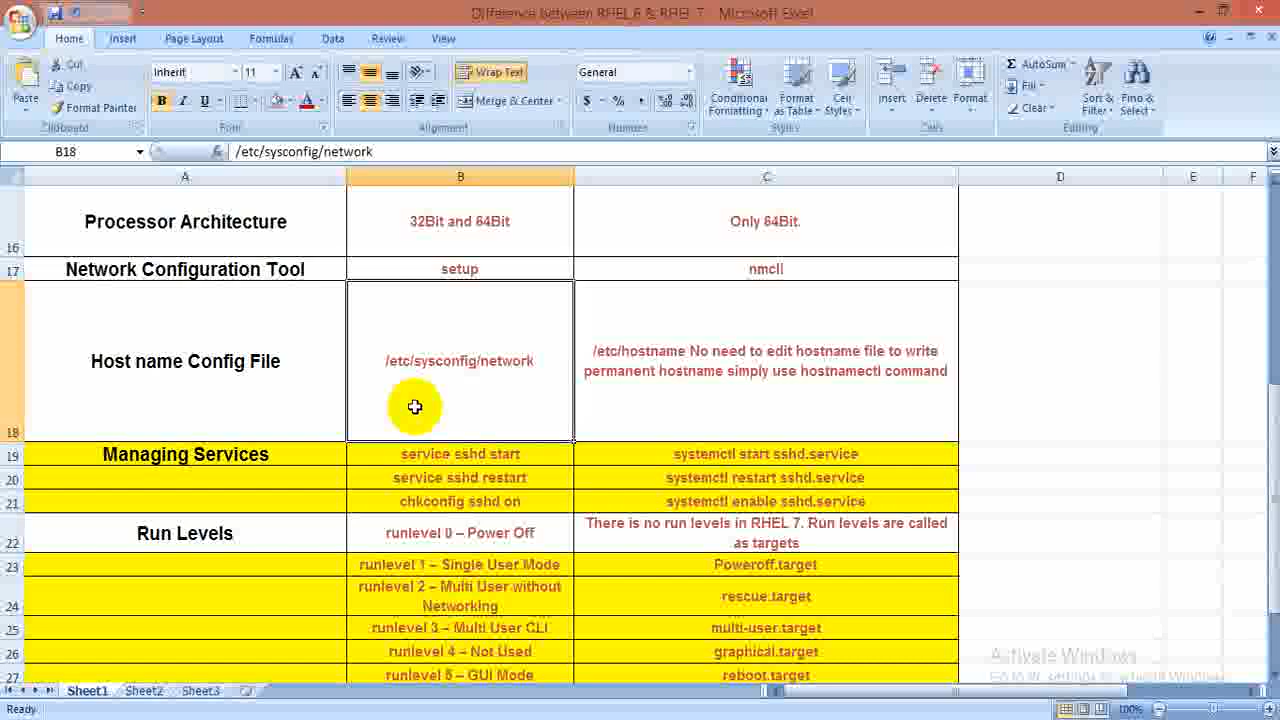 Difference between RHEL 6 & RHEL 7 - Microsoft Excel
Home Insert Page Layout Formulas Data Review View
Paste
Cut
Copy
Format Painter
Clipboard
Inherit 11
B I U
Font
Wrap Text
Merge & Center
Alignment
General
$ % ,
Number
Conditional Formatting
Format as Table
Cell Styles
Styles
Insert Delete Format
Cells
Σ AutoSum
Fill
Clear
Sort & Filter
Find & Select
Editing
B18 fx /etc/sysconfig/network
A B C D E F
16 Processor Architecture 32Bit and 64Bit Only 64Bit.
17 Network Configuration Tool setup nmcli
18 Host name Config File /etc/sysconfig/network /etc/hostname No need to edit hostname file to write
permanent hostname simply use hostnamectl command
19 Managing Services service sshd start systemctl start sshd.service
20 service sshd restart systemctl restart sshd.service
21 chkconfig sshd on systemctl enable sshd.service
22 Run Levels runlevel 0 – Power Off There is no run levels in RHEL 7. Run levels are called
as targets
23 runlevel 1 – Single User Mode Poweroff.target
24 runlevel 2 – Multi User without
Networking rescue.target
25 runlevel 3 – Multi User CLI multi-user.target
26 runlevel 4 – Not Used graphical.target
27 runlevel 5 – GUI Mode reboot.target
Activate Windows
Go to PC settings to activate Windows
Sheet1 Sheet2 Sheet3
Ready 100%